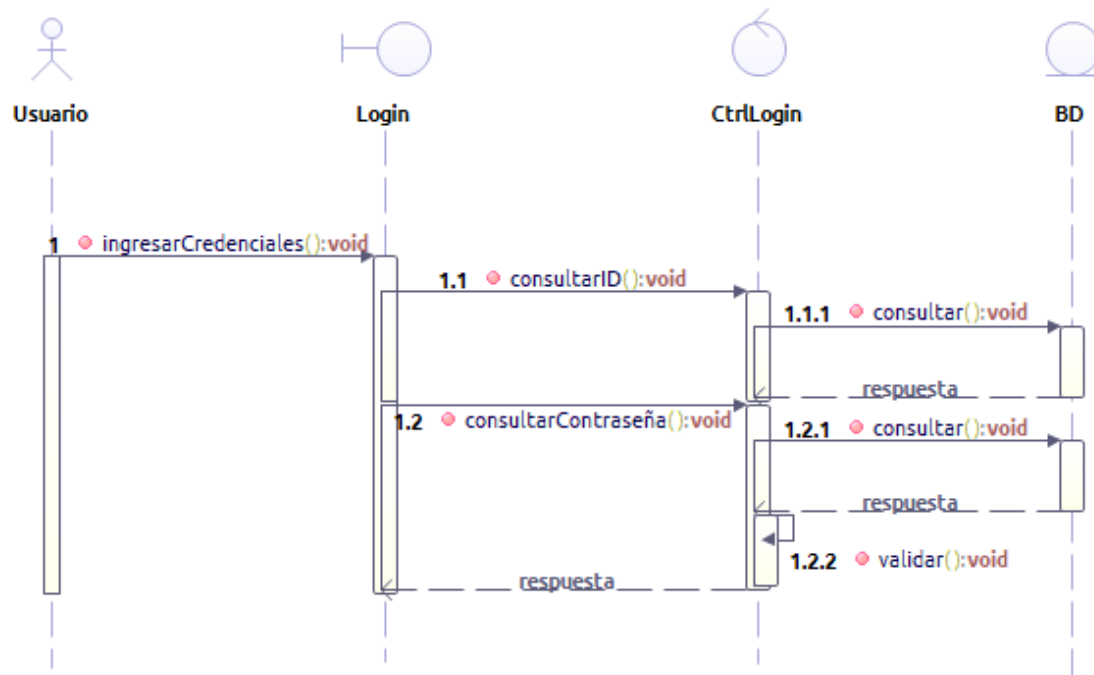 Usuario
Login
CtrlLogin
BD
1 ingresarCredenciales():void
1.1 consultarID():void
1.1.1 consultar():void
respuesta
1.2 consultarContraseña():void
1.2.1 consultar():void
respuesta
1.2.2 validar():void
respuesta